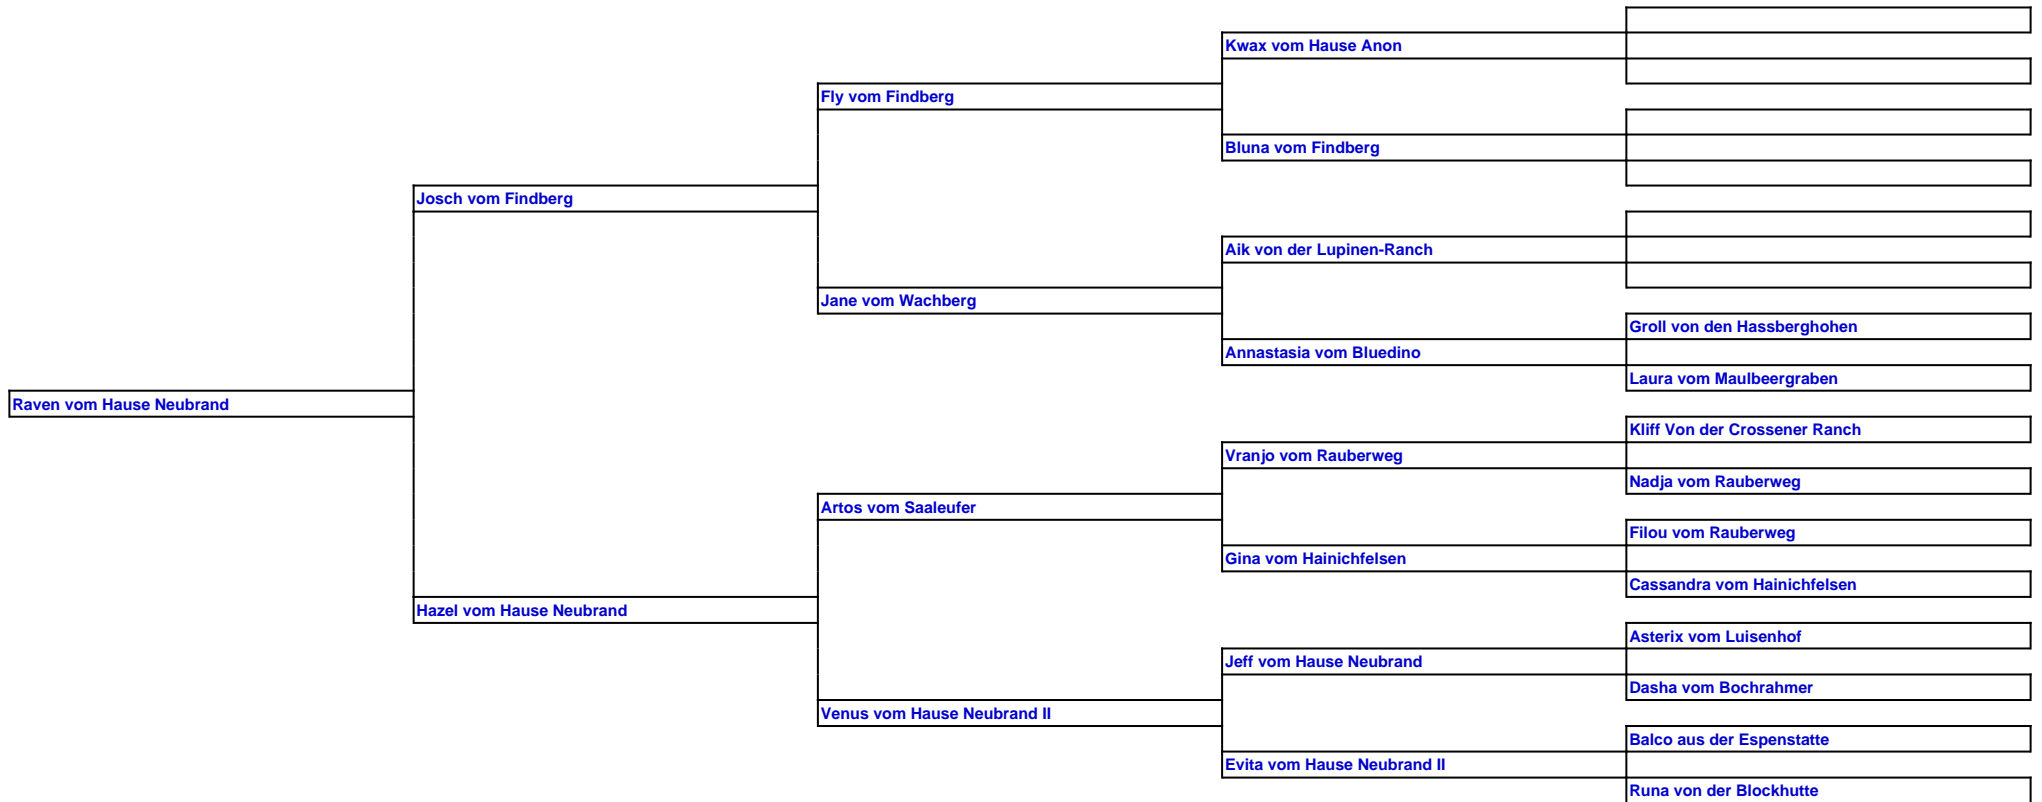 Kwax vom Hause Anon
Fly vom Findberg
Bluna vom Findberg
Josch vom Findberg
Aik von der Lupinen-Ranch
Jane vom Wachberg
Groll von den Hassberghohen
Annastasia vom Bluedino
Laura vom Maulbeergraben
Raven vom Hause Neubrand
Kliff Von der Crossener Ranch
Vranjo vom Rauberweg
Nadja vom Rauberweg
Artos vom Saaleufer
Filou vom Rauberweg
Gina vom Hainichfelsen
Cassandra vom Hainichfelsen
Hazel vom Hause Neubrand
Asterix vom Luisenhof
Jeff vom Hause Neubrand
Dasha vom Bochrahmer
Venus vom Hause Neubrand II
Balco aus der Espenstatte
Evita vom Hause Neubrand II
Runa von der Blockhutte